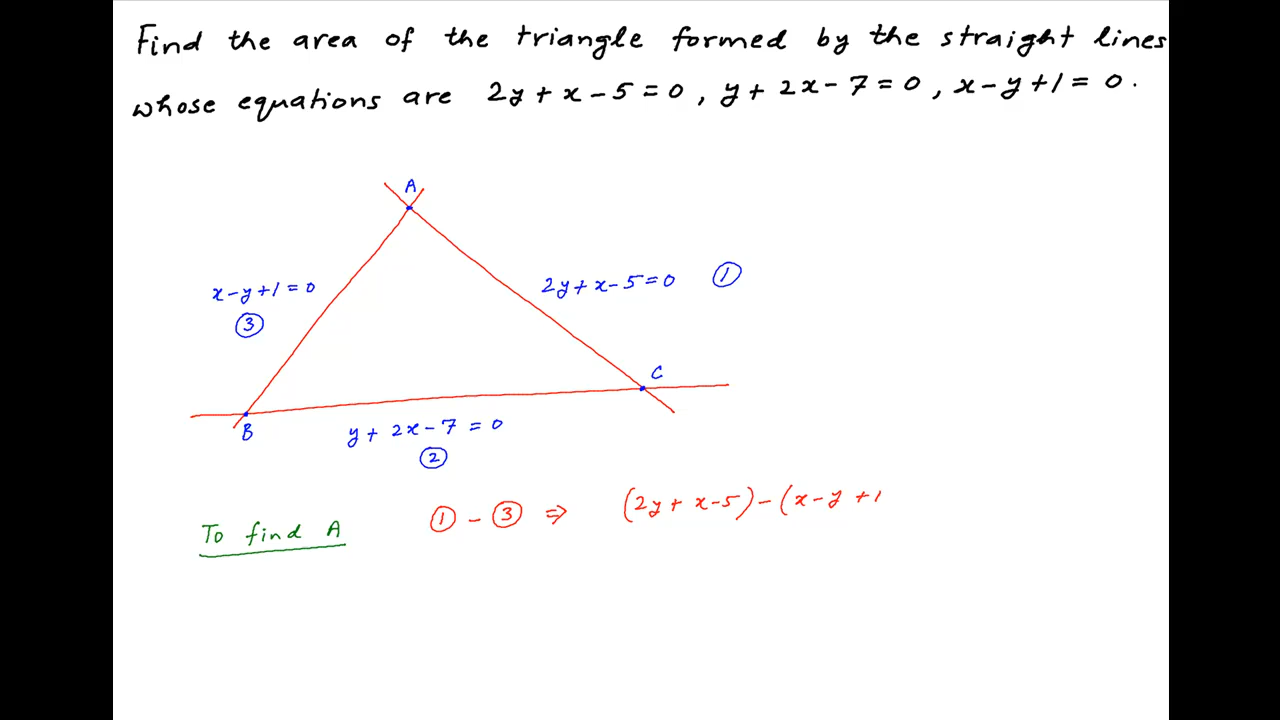 Find the area of the triangle formed by the straight lines
whose equations are 2y + x - 5 = 0, y + 2x - 7 = 0, x - y + 1 = 0.
A
x - y + 1 = 0
③
2y + x - 5 = 0 ①
C
B
y + 2x - 7 = 0
②
To find A ① - ③ ⇒ (2y + x - 5) - (x - y + 1